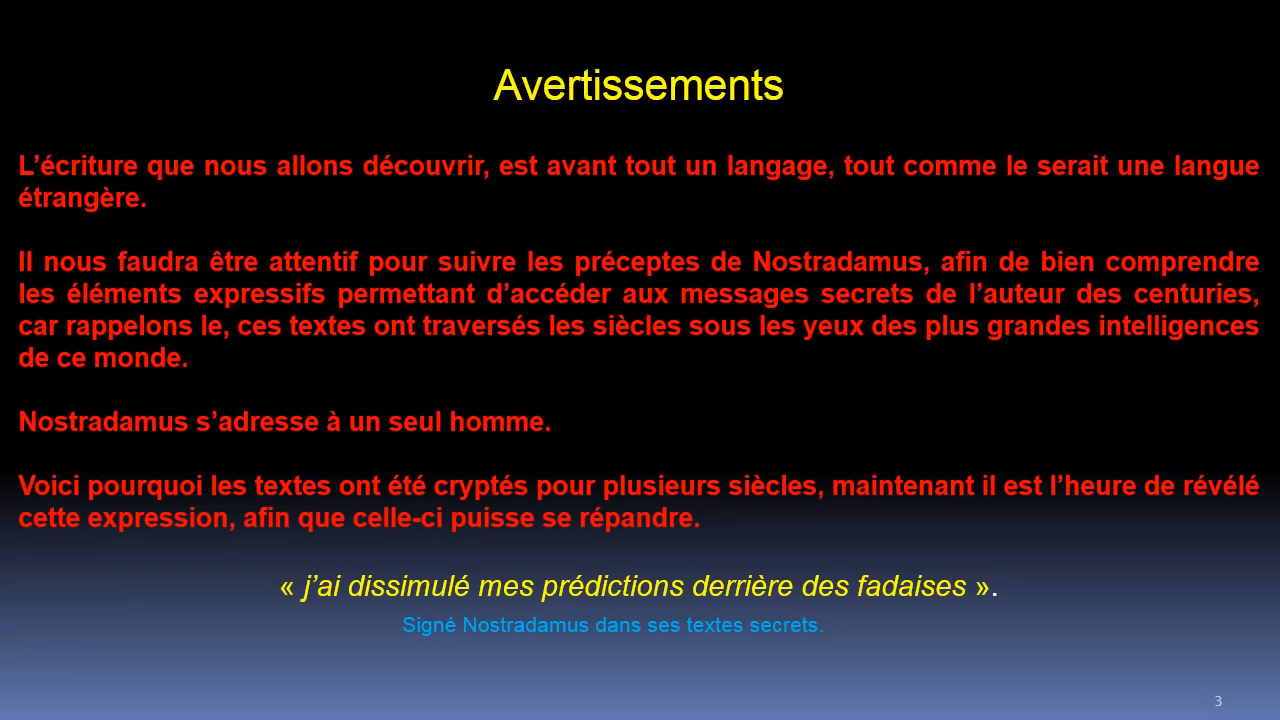 Avertissements
L’écriture que nous allons découvrir, est avant tout un langage, tout comme le serait une langue
étrangère.
Il nous faudra être attentif pour suivre les préceptes de Nostradamus, afin de bien comprendre
les éléments expressifs permettant d’accéder aux messages secrets de l’auteur des centuries,
car rappelons le, ces textes ont traversés les siècles sous les yeux des plus grandes intelligences
de ce monde.
Nostradamus s’adresse à un seul homme.
Voici pourquoi les textes ont été cryptés pour plusieurs siècles, maintenant il est l’heure de révélé
cette expression, afin que celle-ci puisse se répandre.
« j’ai dissimulé mes prédictions derrière des fadaises ».
Signé Nostradamus dans ses textes secrets.
3